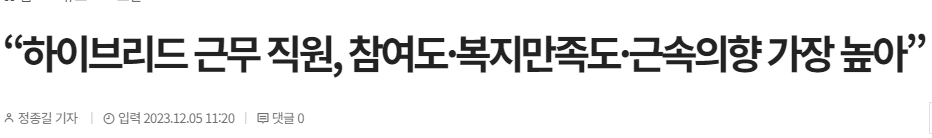 “하이브리드 근무 직원, 참여도·복지만족도·근속의향 가장 높아”
정종길 기자 | 입력 2023.12.05 11:20 | 댓글 0